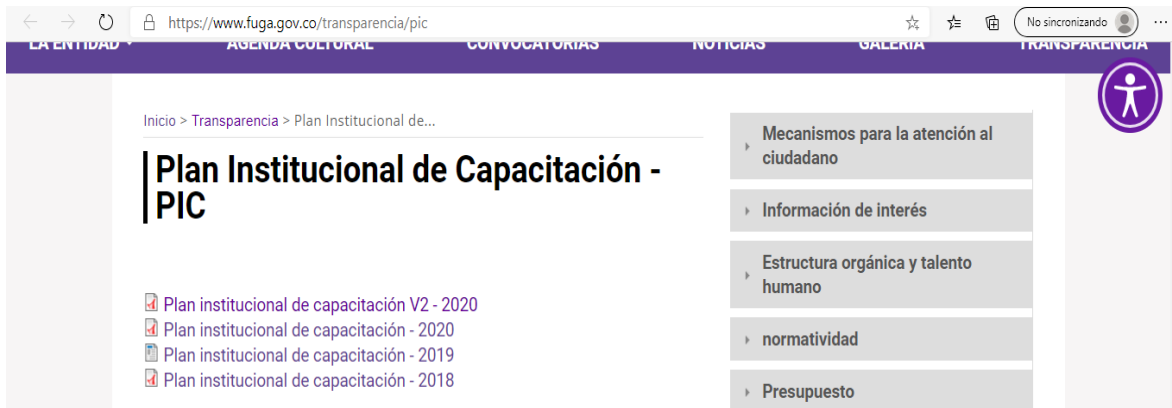 https://www.fuga.gov.co/transparencia/pic
No sincronizando
LA ENTIDAD
AGENDA CULTURAL
CONVOCATORIAS
NOTICIAS
GALERÍA
TRANSPARENCIA
Inicio > Transparencia > Plan Institucional de...
Plan Institucional de Capacitación -
PIC
Plan institucional de capacitación V2 - 2020
Plan institucional de capacitación - 2020
Plan institucional de capacitación - 2019
Plan institucional de capacitación - 2018
Mecanismos para la atención al
ciudadano
Información de interés
Estructura orgánica y talento
humano
normatividad
Presupuesto